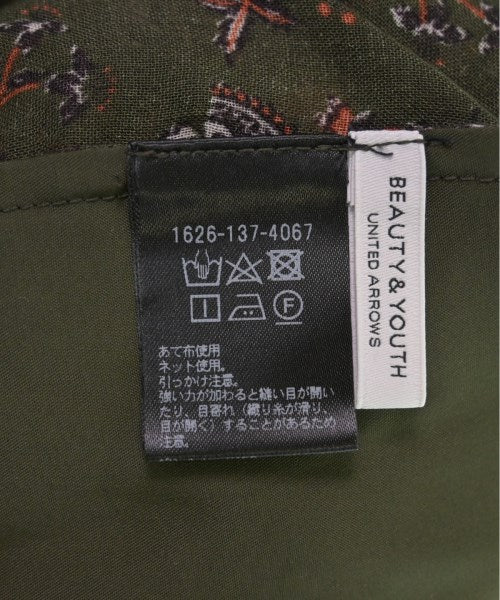 1626-137-4067
あて布使用
ネット使用。
引っかけ注意。
強い力が加わると縫い目が開い
たり、目寄れ（織り糸が滑り、
目が開く）することがあるため
注意。
BEAUTY & YOUTH
UNITED ARROWS